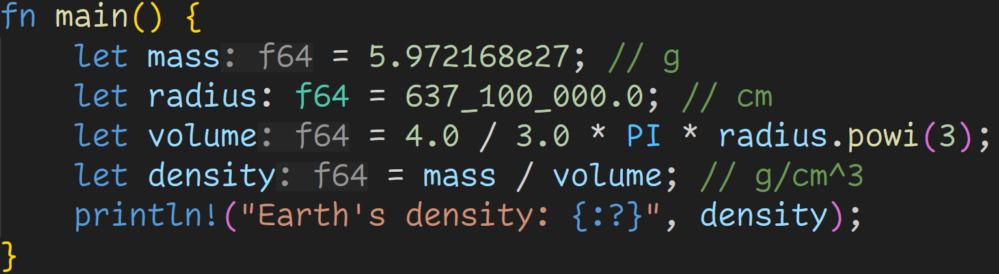 fn main() {
let mass: f64 = 5.972168e27; // g
let radius: f64 = 637_100_000.0; // cm
let volume: f64 = 4.0 / 3.0 * PI * radius.powi(3);
let density: f64 = mass / volume; // g/cm^3
println!("Earth's density: {:?}", density);
}